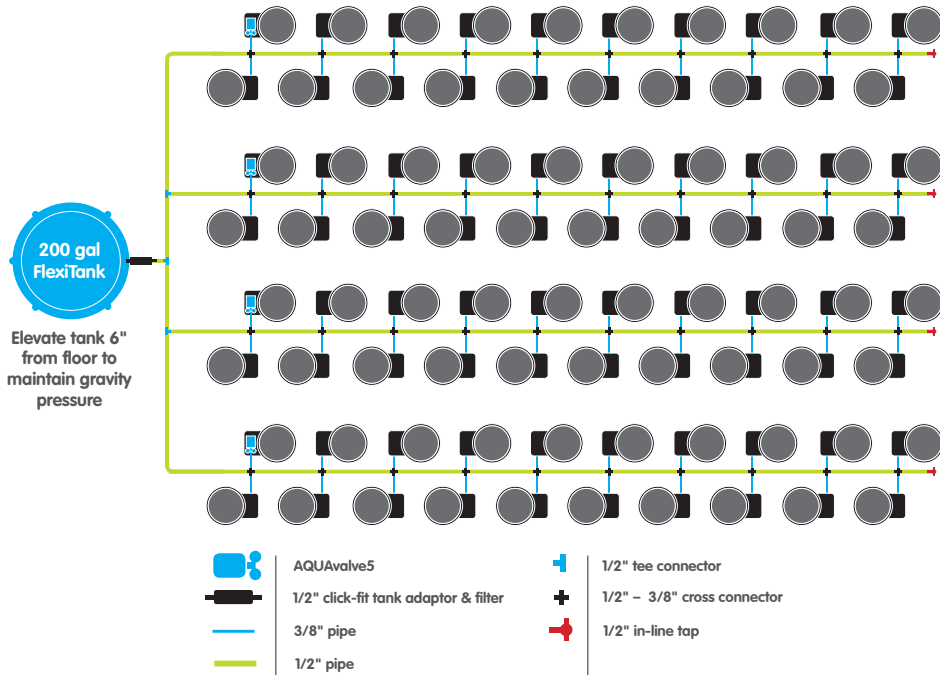 200 gal
FlexiTank
Elevate tank 6"
from floor to
maintain gravity
pressure
AQUAvalve5
1/2" click-fit tank adaptor & filter
3/8" pipe
1/2" pipe
1/2" tee connector
1/2" – 3/8" cross connector
1/2" in-line tap